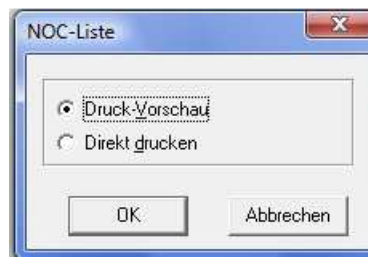 NOC-Liste
Druck-Vorschau
Direkt drucken
OK
Abbrechen